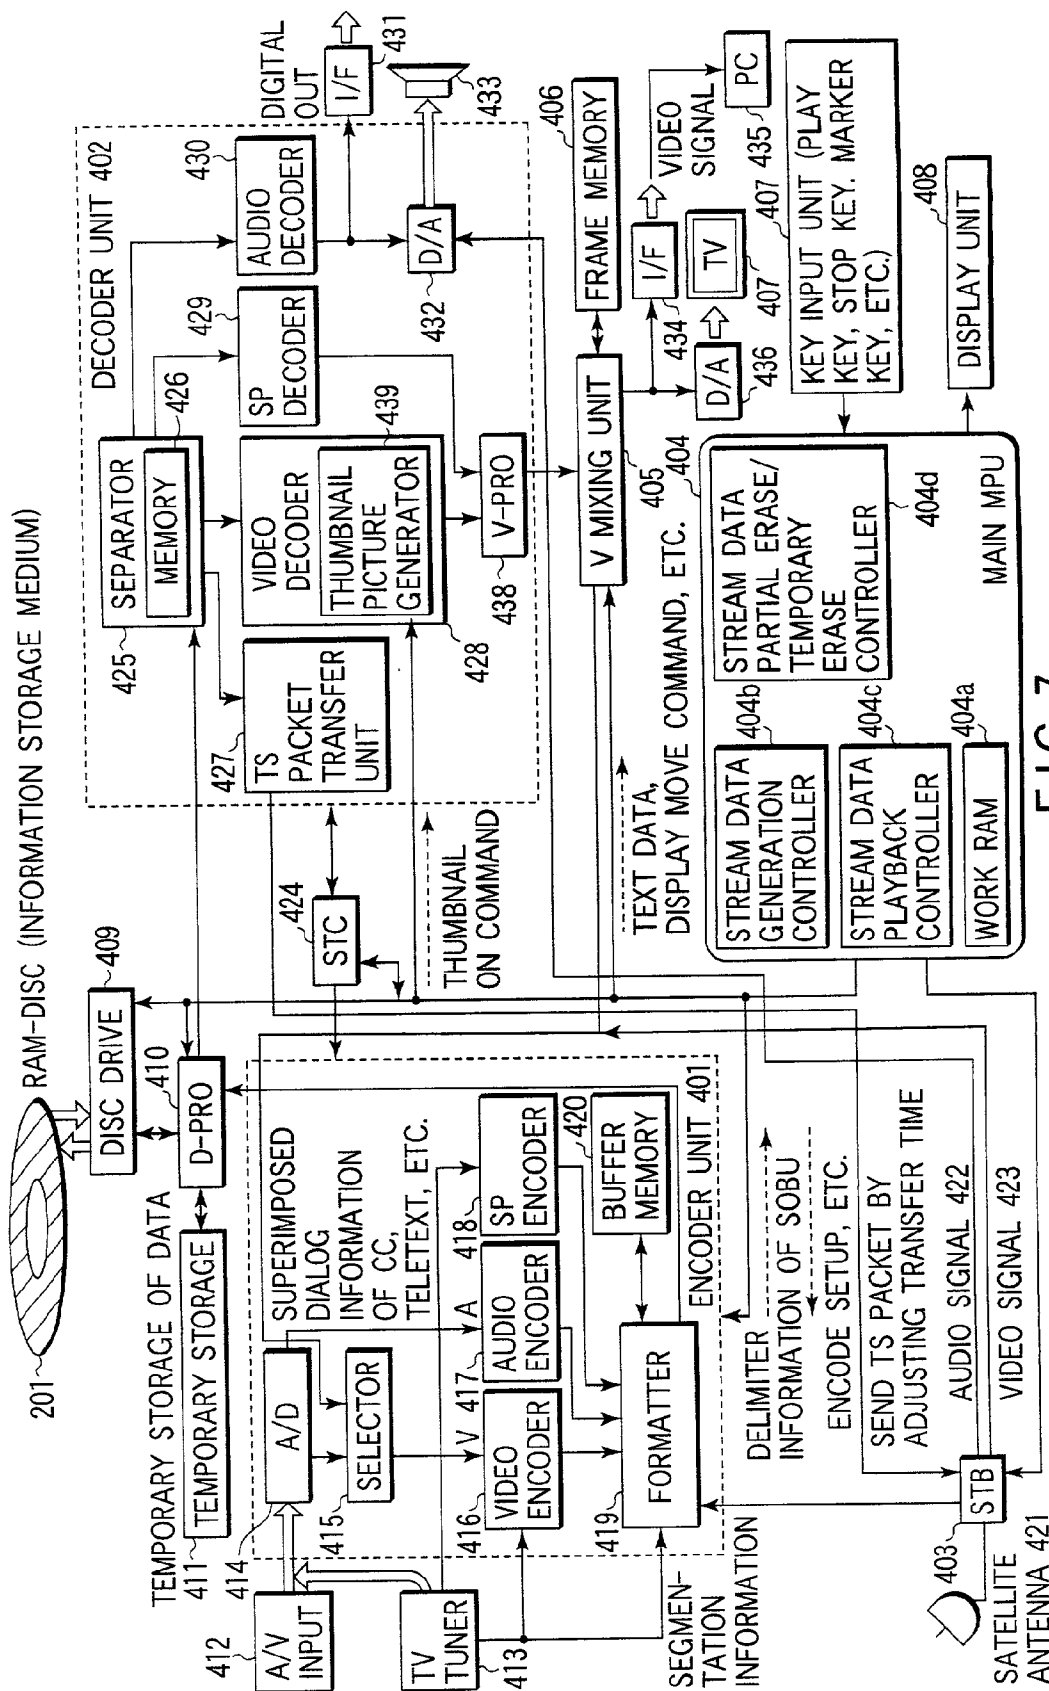 RAM-DISC (INFORMATION STORAGE MEDIUM)
201
DISC DRIVE
409
TEMPORARY STORAGE OF DATA
411
TEMPORARY STORAGE
D-PRO
410
412
A/V
INPUT
TV
TUNER
413
414
A/D
415
SELECTOR
SUPERIMPOSED
DIALOG
INFORMATION
OF CC,
TELETEXT, ETC.
V
A
416
VIDEO
ENCODER
417
AUDIO
ENCODER
418
SP
ENCODER
420
BUFFER
MEMORY
419
FORMATTER
ENCODER UNIT 401
SEGMEN-
TATION
INFORMATION
STC
424
THUMBNAIL
ON COMMAND
DECODER UNIT 402
425
SEPARATOR
MEMORY
426
427
TS
PACKET
TRANSFER
UNIT
VIDEO
DECODER
THUMBNAIL
PICTURE
GENERATOR
439
428
SP
DECODER
429
AUDIO
DECODER
430
438
V-PRO
432
D/A
DIGITAL
OUT
I/F
431
433
TEXT DATA,
DISPLAY MOVE COMMAND, ETC.
V MIXING UNIT
405
FRAME MEMORY
406
434
I/F
VIDEO
SIGNAL
PC
435
D/A
436
TV
407
KEY INPUT UNIT (PLAY
KEY, STOP KEY. MARKER
KEY, ETC.)
407
DISPLAY UNIT
408
404
STREAM DATA
GENERATION
CONTROLLER
404b
STREAM DATA
PLAYBACK
CONTROLLER
404c
WORK RAM
404a
STREAM DATA
PARTIAL ERASE/
TEMPORARY
ERASE
CONTROLLER
404d
MAIN MPU
DELIMITER
INFORMATION OF SOBU
ENCODE SETUP, ETC.
SEND TS PACKET BY
ADJUSTING TRANSFER TIME
AUDIO SIGNAL 422
VIDEO SIGNAL 423
403
STB
SATELLITE
ANTENNA 421